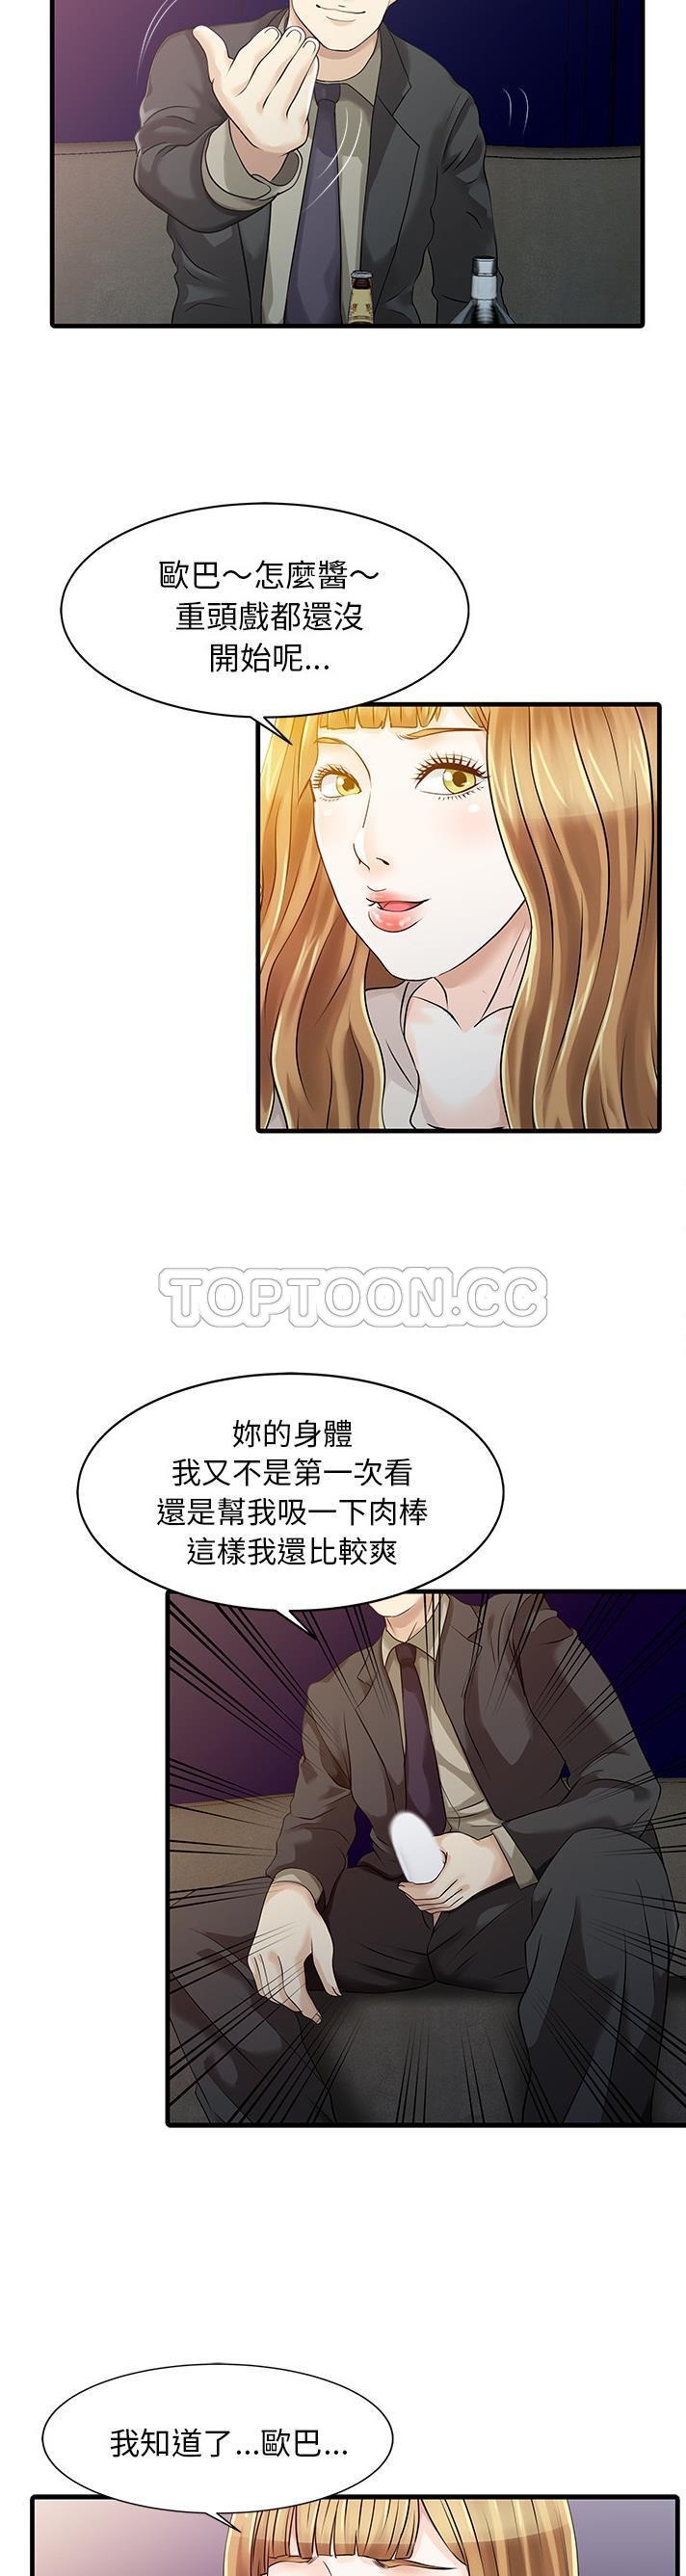 歐巴～怎麼醬～
重頭戲都還沒
開始呢...
TOPTOON.CC
妳的身體
我又不是第一次看
還是幫我吸一下肉棒
這樣我還比較爽
我知道了...歐巴...